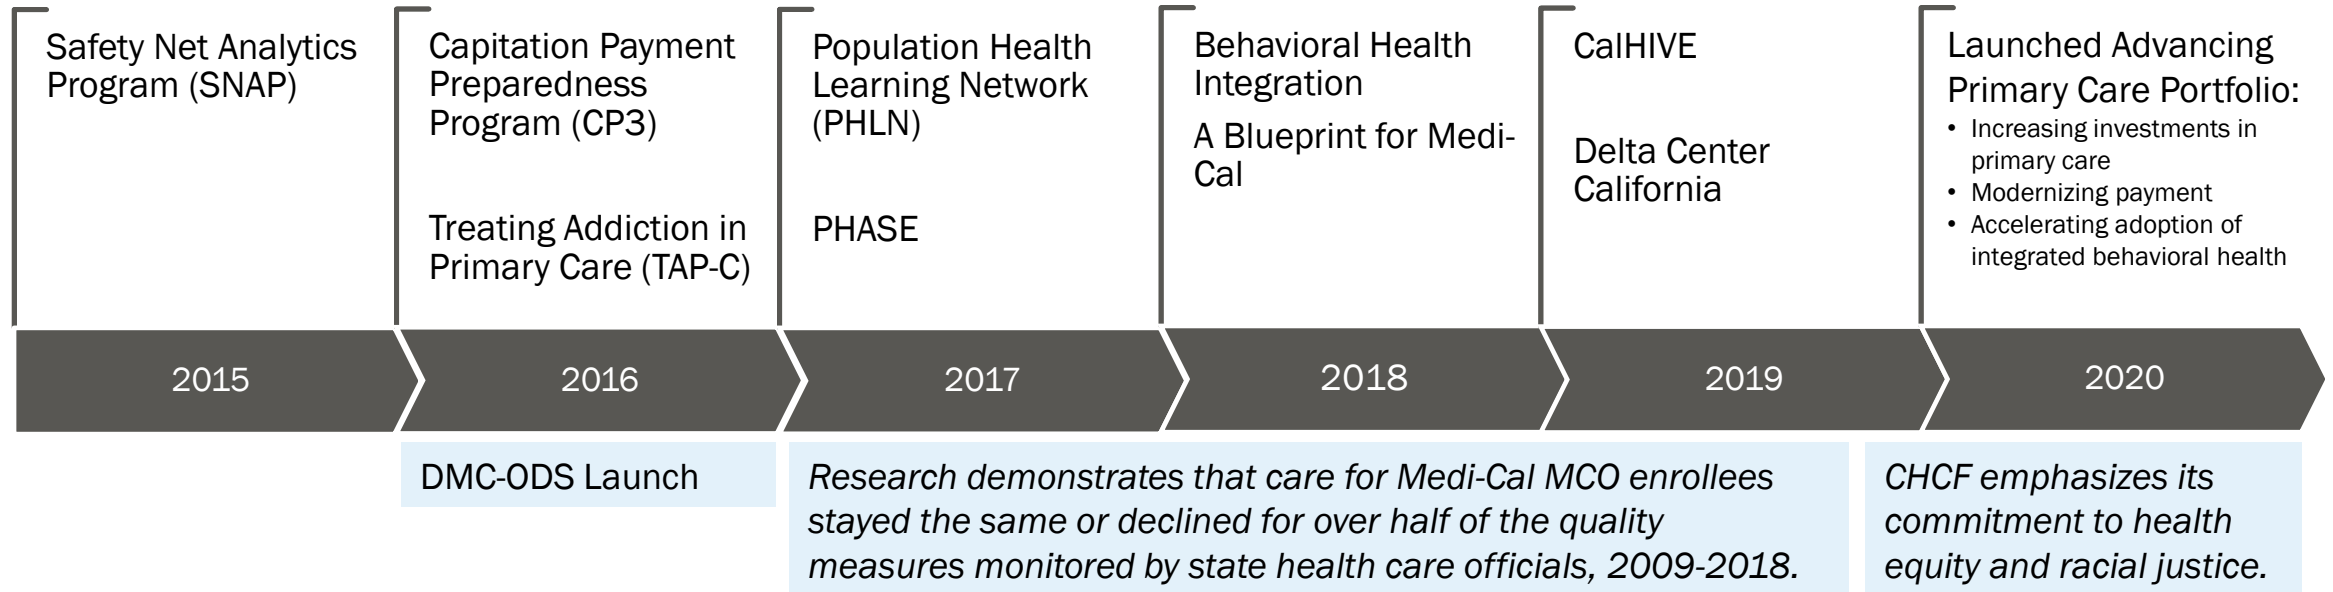 Safety Net Analytics
Program (SNAP)
Capitation Payment
Preparedness
Program (CP3)
Treating Addiction in
Primary Care (TAP-C)
Population Health
Learning Network
(PHLN)
PHASE
Behavioral Health
Integration
A Blueprint for Medi-
Cal
CalHIVE
Delta Center
California
Launched Advancing
Primary Care Portfolio:
• Increasing investments in
primary care
• Modernizing payment
• Accelerating adoption of
integrated behavioral health
2015
2016
2017
2018
2019
2020
DMC-ODS Launch
Research demonstrates that care for Medi-Cal MCO enrollees
stayed the same or declined for over half of the quality
measures monitored by state health care officials, 2009-2018.
CHCF emphasizes its
commitment to health
equity and racial justice.